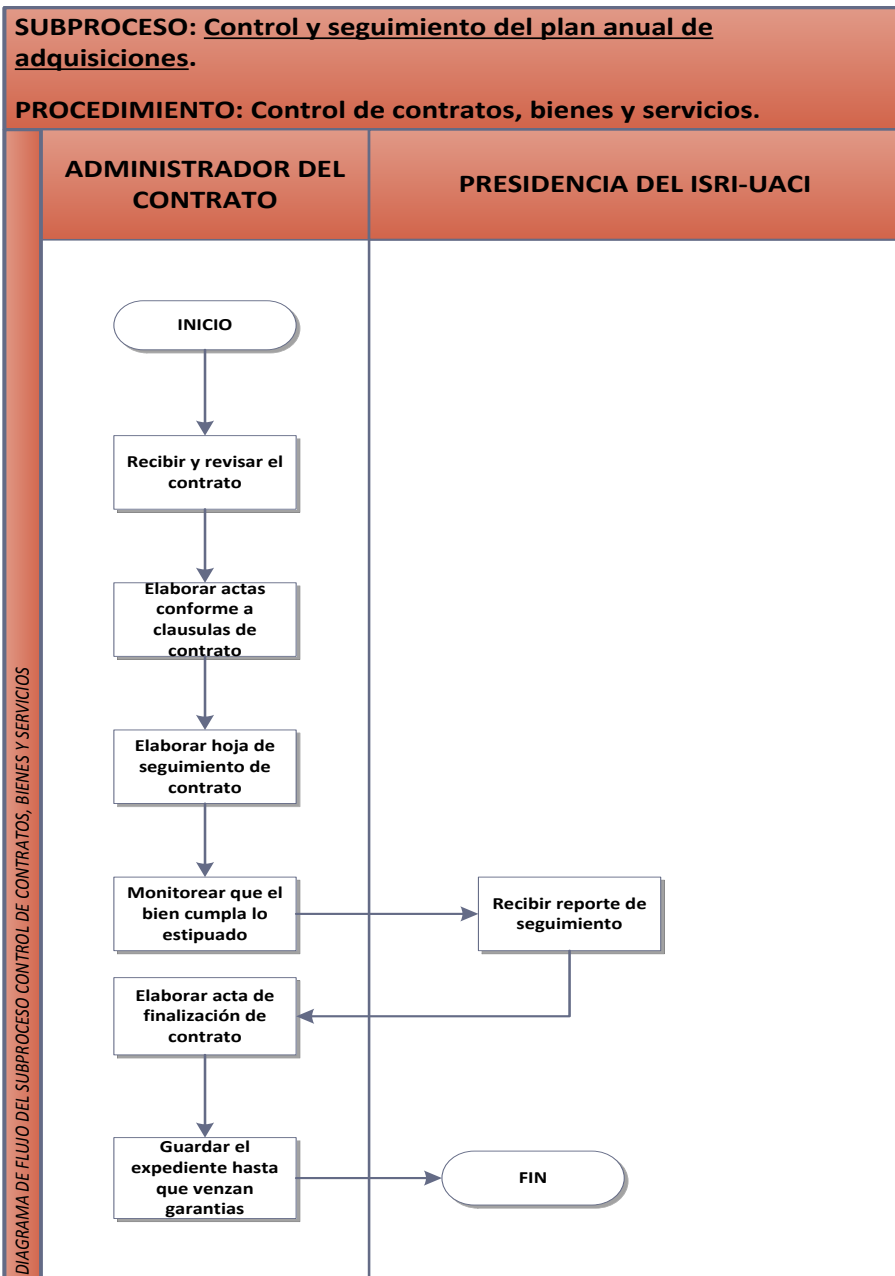 SUBPROCESO: Control y seguimiento del plan anual de
adquisiciones.
PROCEDIMIENTO: Control de contratos, bienes y servicios.
DIAGRAMA DE FLUJO DEL SUBPROCESO CONTROL DE CONTRATOS, BIENES Y SERVICIOS
ADMINISTRADOR DEL
CONTRATO
PRESIDENCIA DEL ISRI-UACI
INICIO
Recibir y revisar el
contrato
Elaborar actas
conforme a
clausulas de
contrato
Elaborar hoja de
seguimiento de
contrato
Monitorear que el
bien cumpla lo
estipuado
Recibir reporte de
seguimiento
Elaborar acta de
finalización de
contrato
Guardar el
expediente hasta
que venzan
garantias
FIN